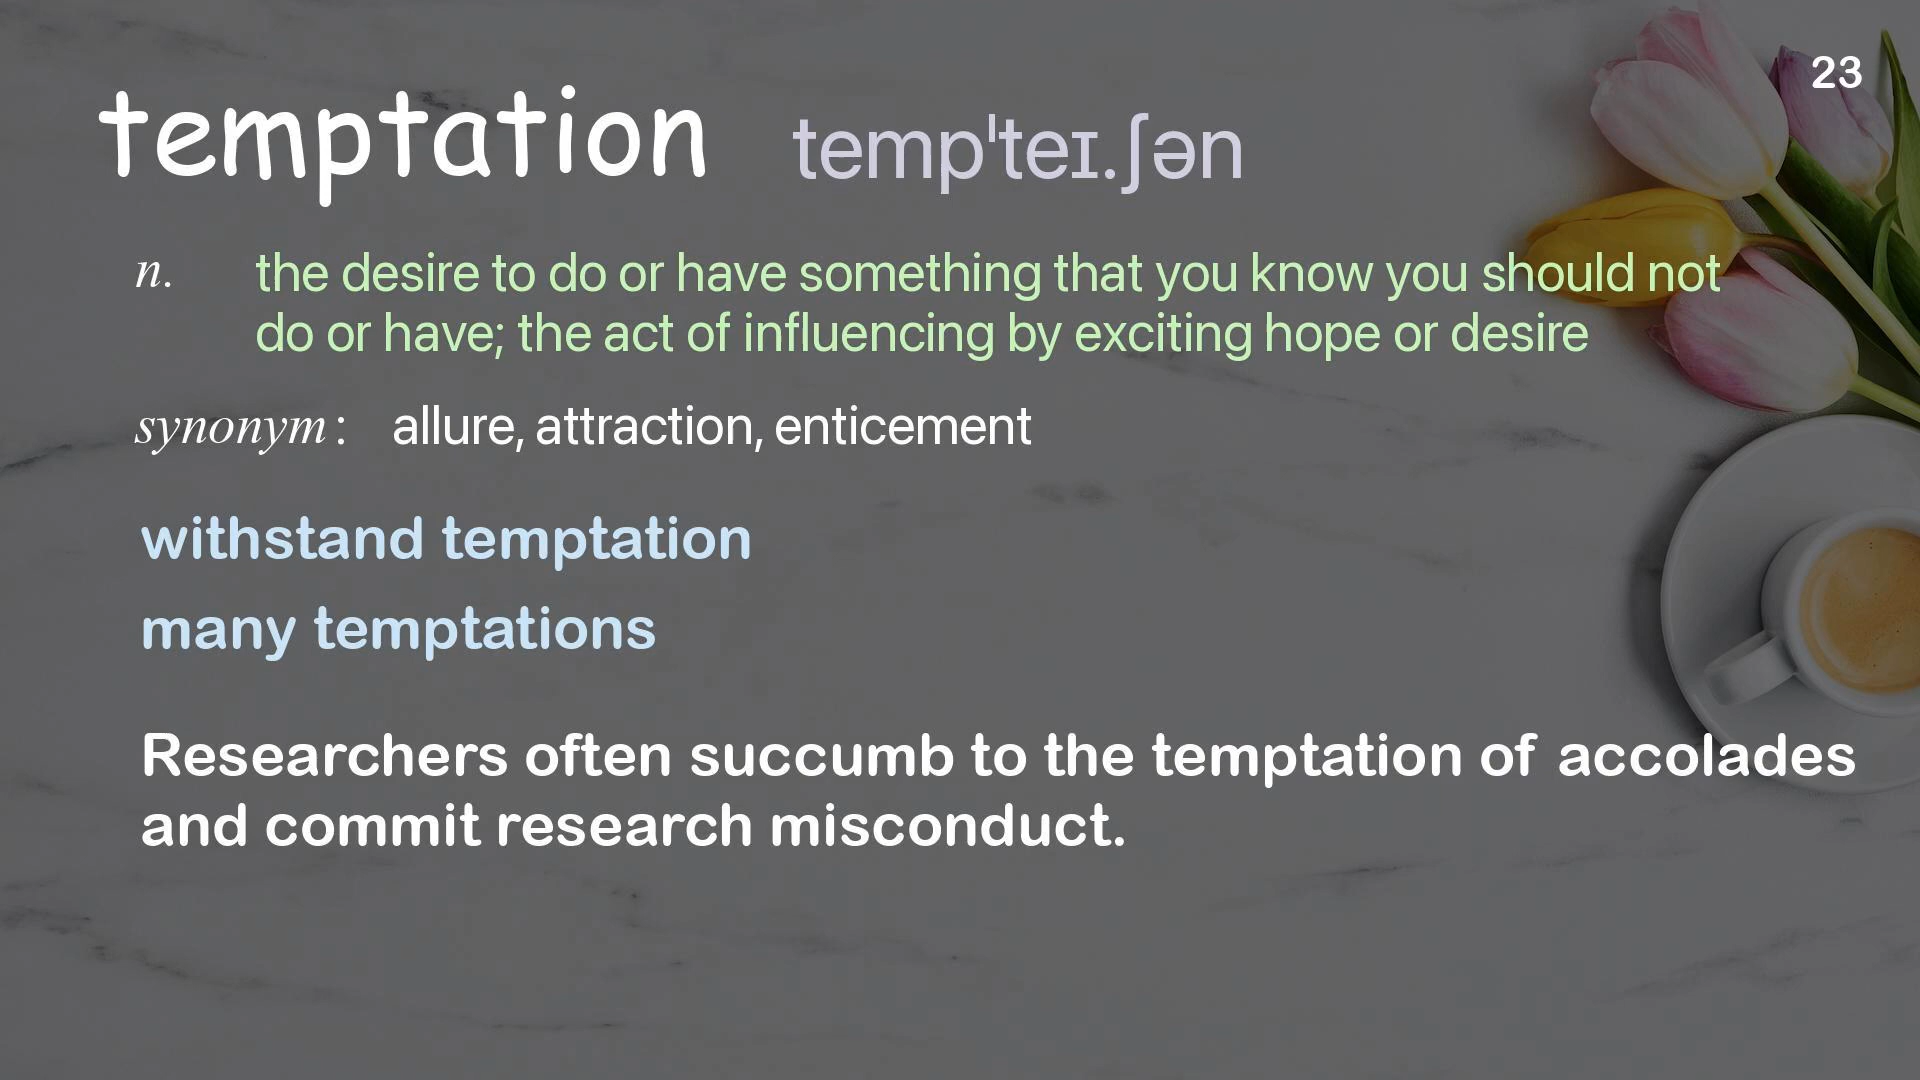 23
temptation temp'teɪ.ʃən
n. the desire to do or have something that you know you should not
do or have; the act of influencing by exciting hope or desire
synonym: allure, attraction, enticement
withstand temptation
many temptations
Researchers often succumb to the temptation of accolades
and commit research misconduct.